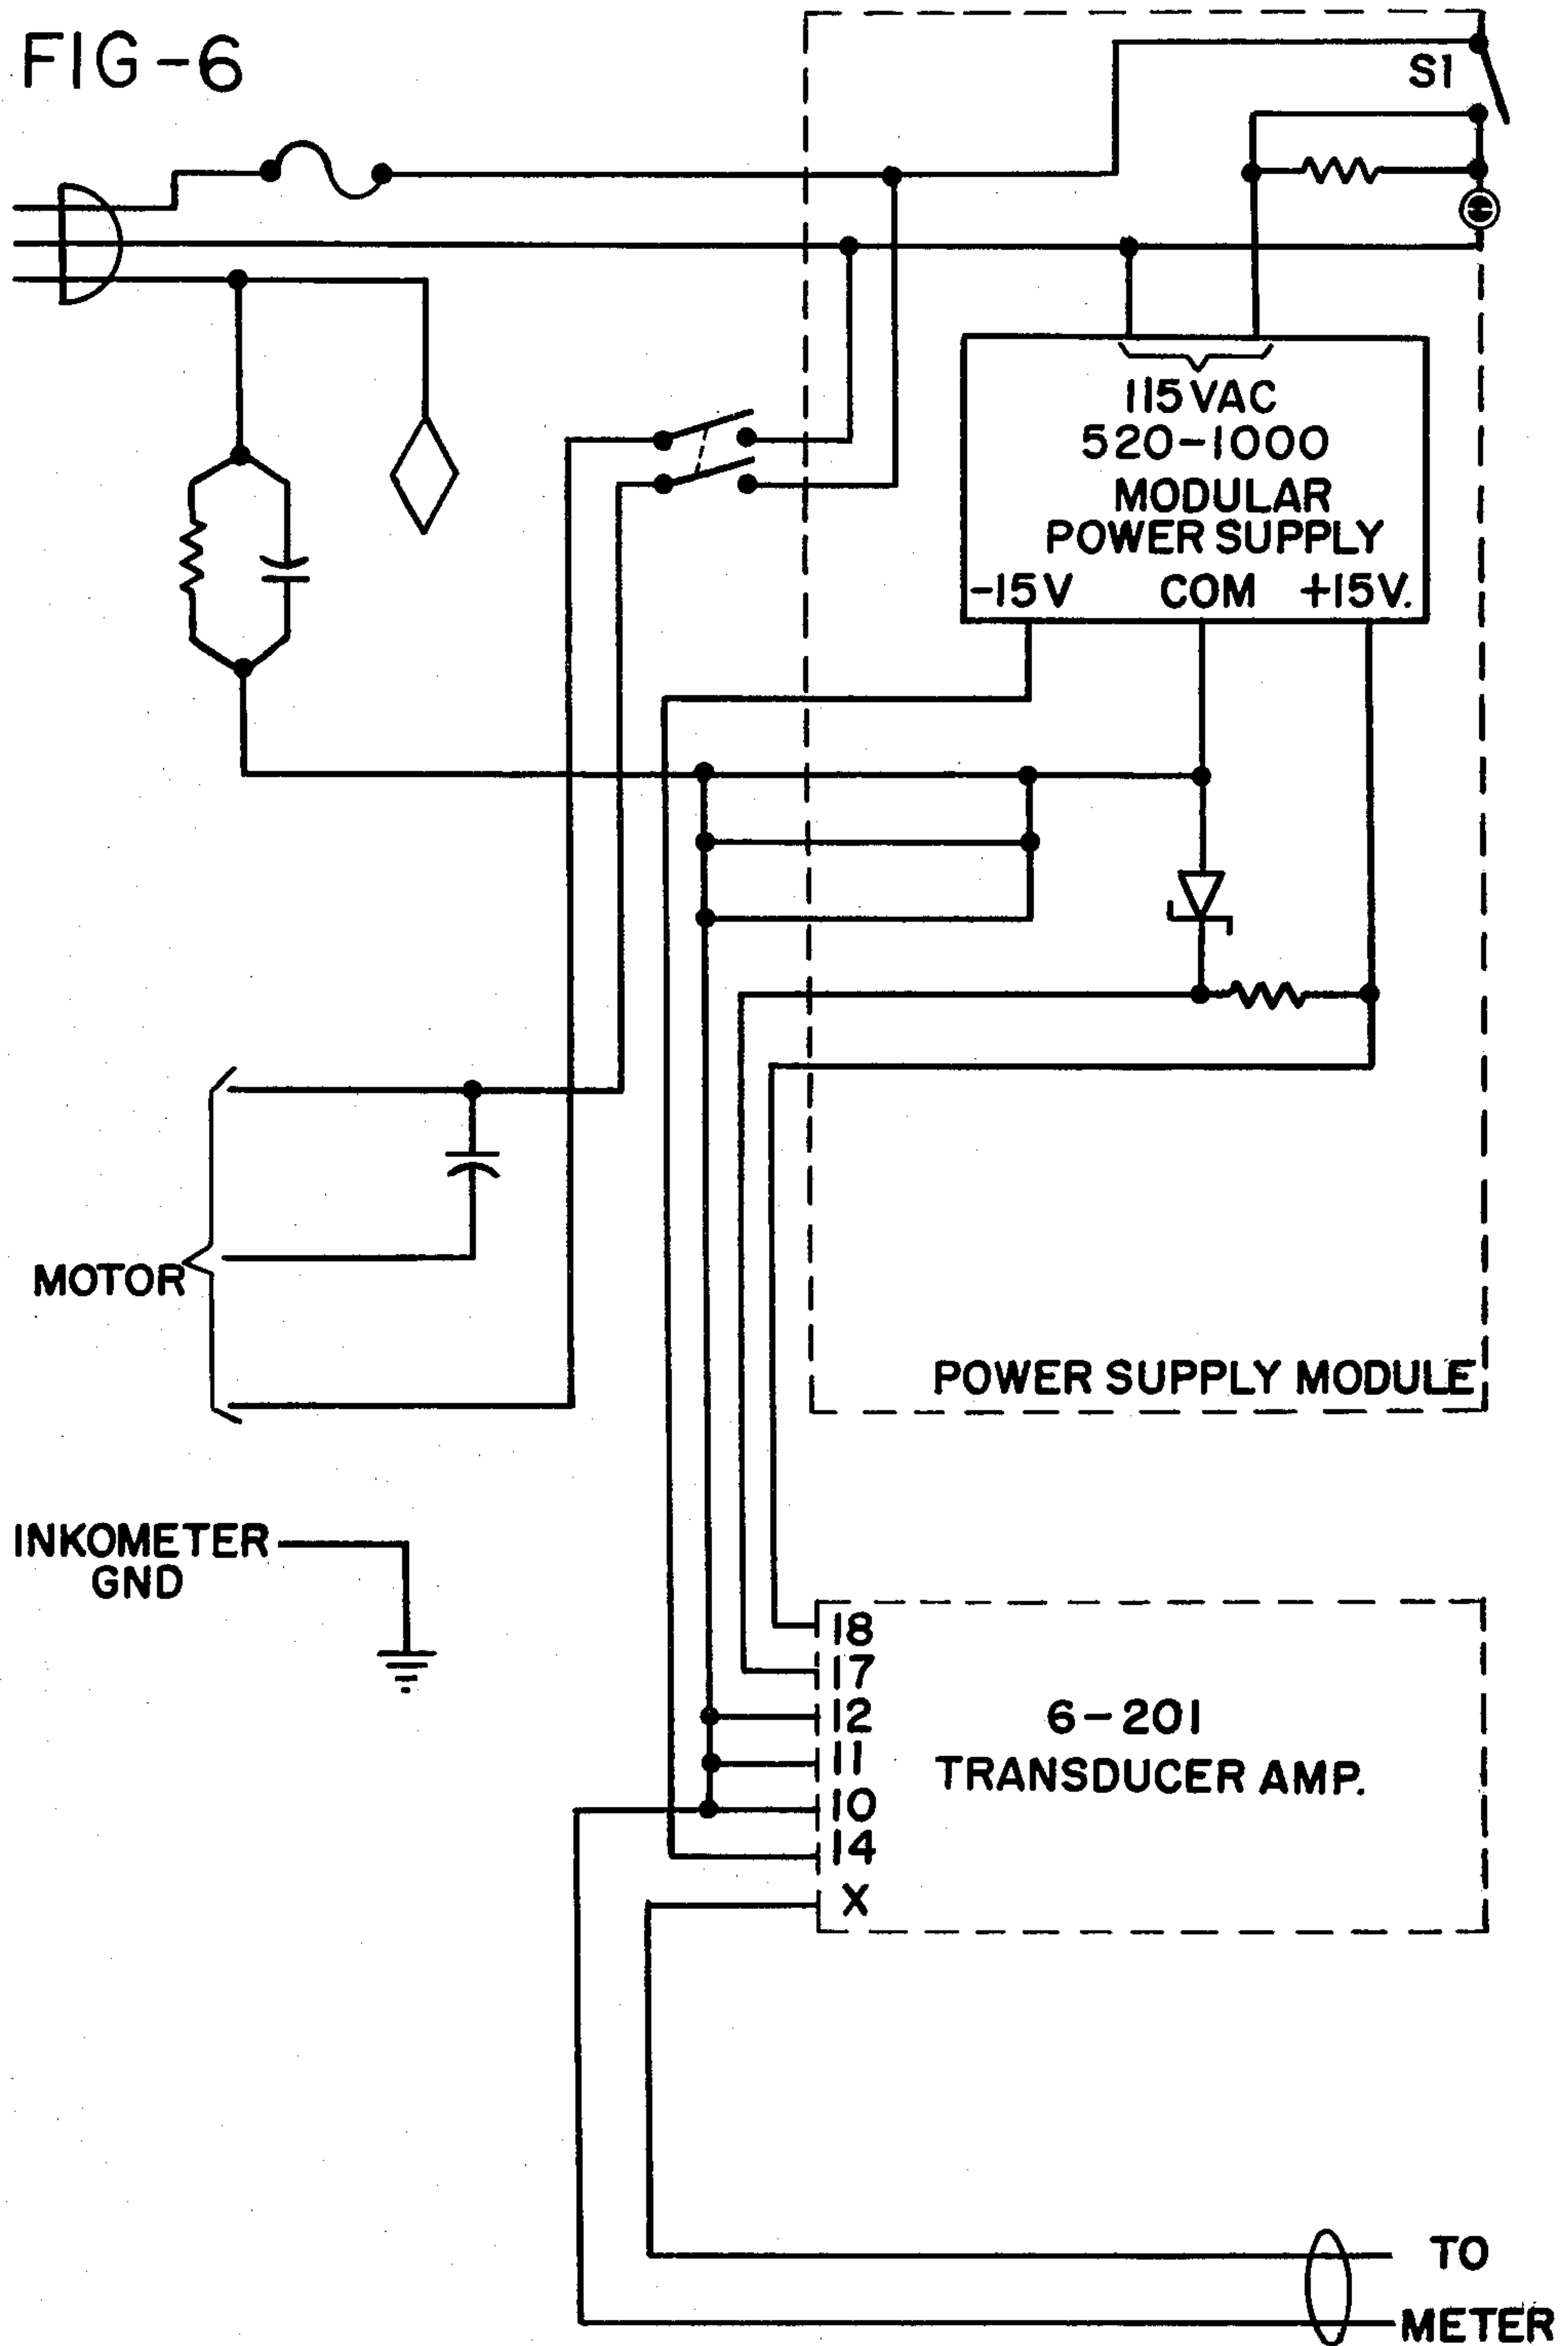 FIG-6
S1
115VAC
520-1000
MODULAR
POWER SUPPLY
-15V COM +15V.
MOTOR
POWER SUPPLY MODULE
INKOMETER
GND
18
17
12
11
10
14
X
6-201
TRANSDUCER AMP.
TO
METER